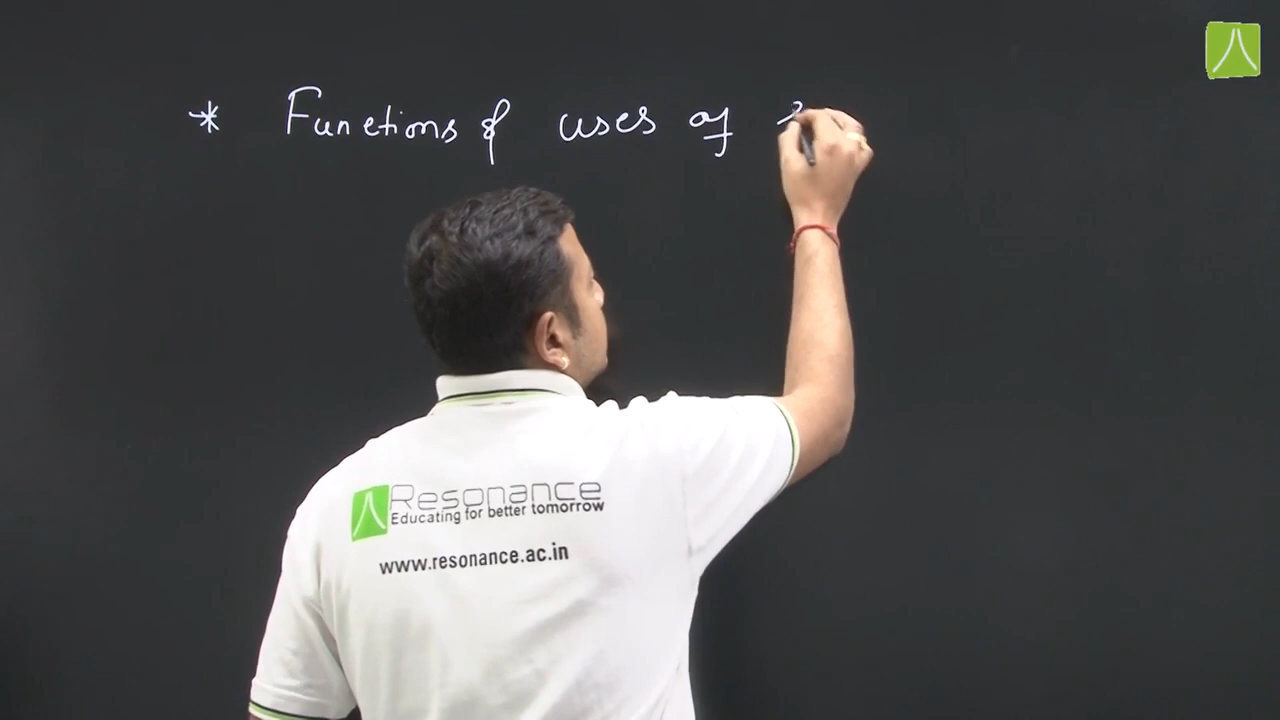 * Functions & uses of
Resonance
Educating for better tomorrow
www.resonance.ac.in